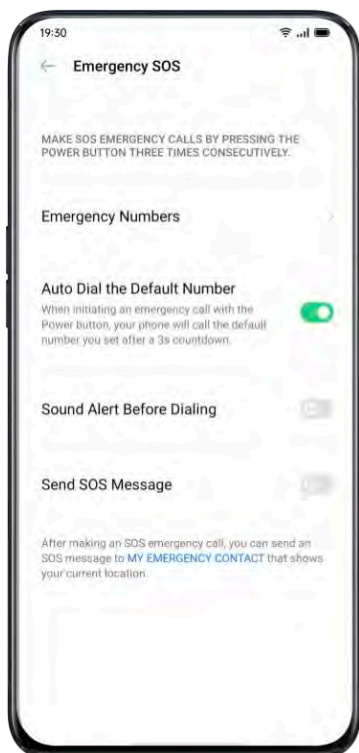 19:30
Emergency SOS
MAKE SOS EMERGENCY CALLS BY PRESSING THE
POWER BUTTON THREE TIMES CONSECUTIVELY.
Emergency Numbers
Auto Dial the Default Number
When initiating an emergency call with the
Power button, your phone will call the default
number you set after a 3s countdown.
Sound Alert Before Dialing
Send SOS Message
After making an SOS emergency call, you can send an
SOS message to MY EMERGENCY CONTACT that shows
your current location.